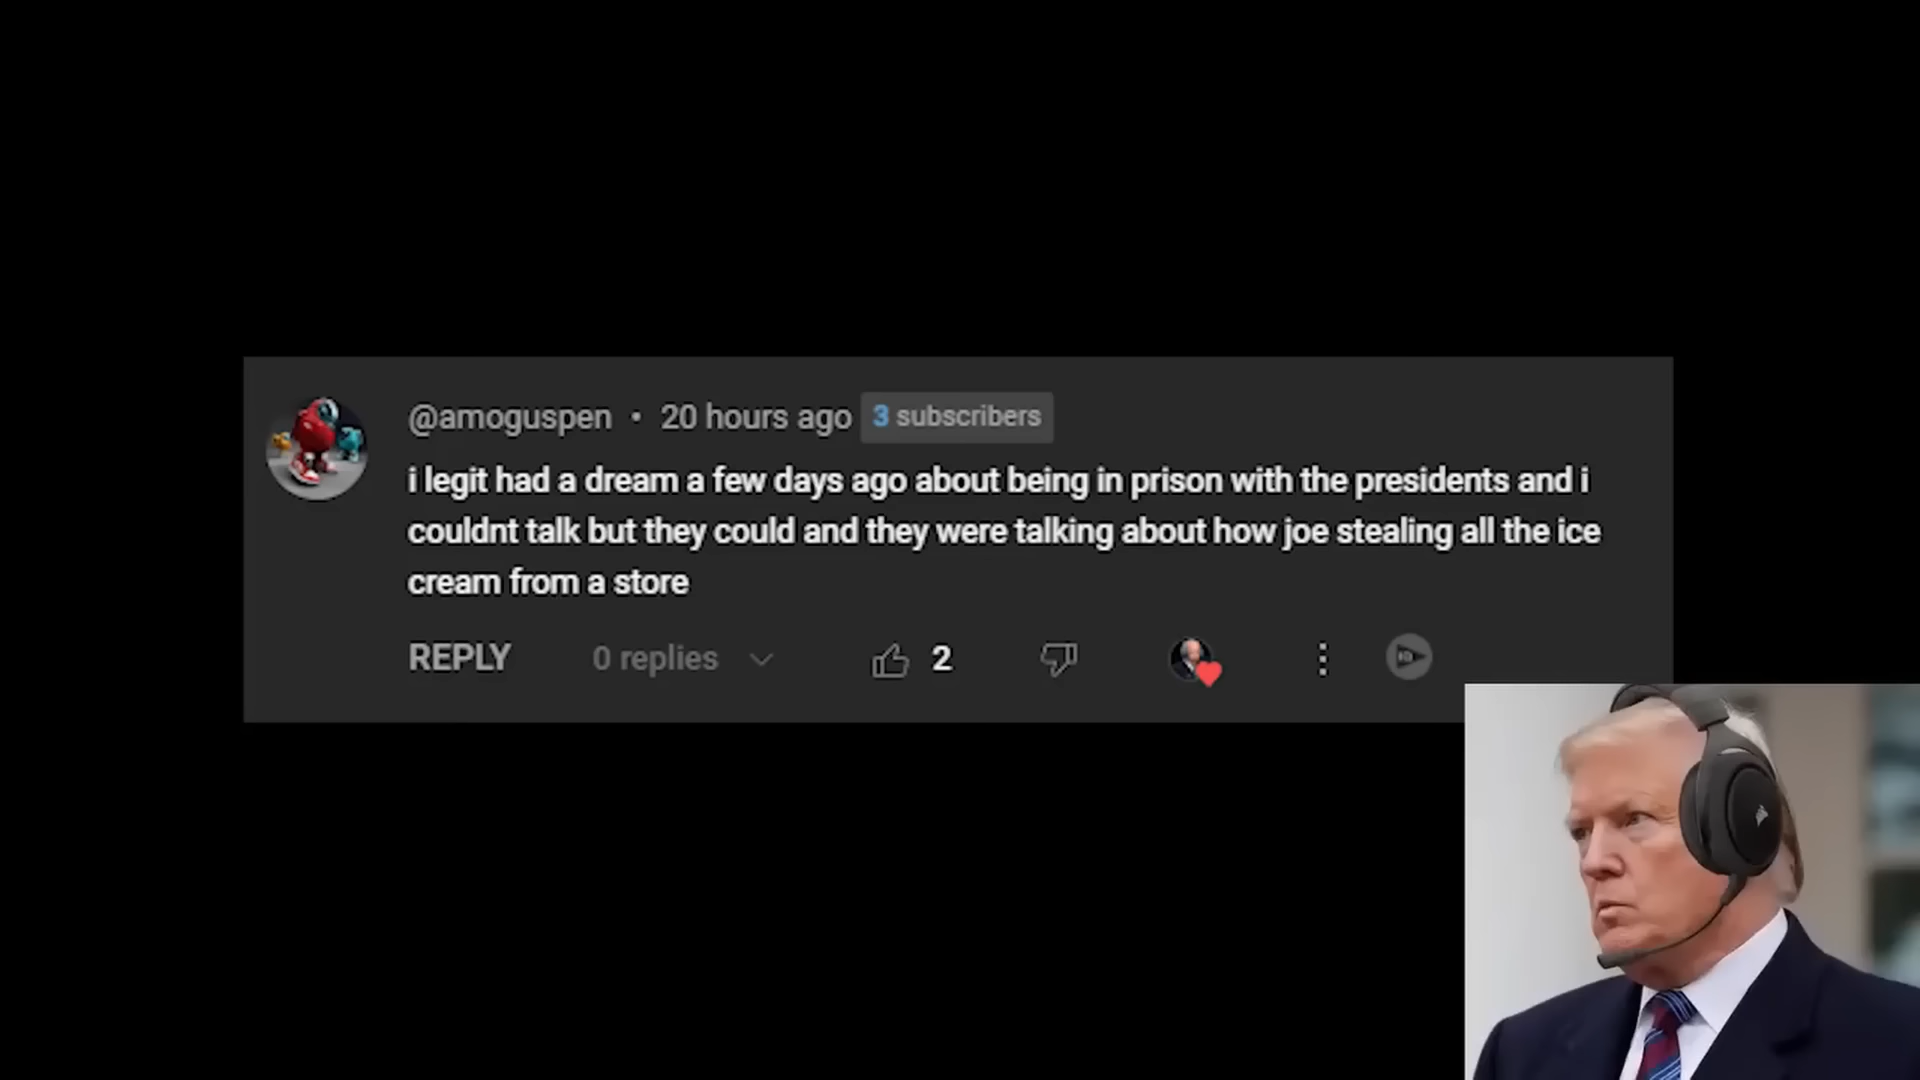 @amoguspen • 20 hours ago 3 subscribers
i legit had a dream a few days ago about being in prison with the presidents and i
couldnt talk but they could and they were talking about how joe stealing all the ice
cream from a store
REPLY 0 replies 2